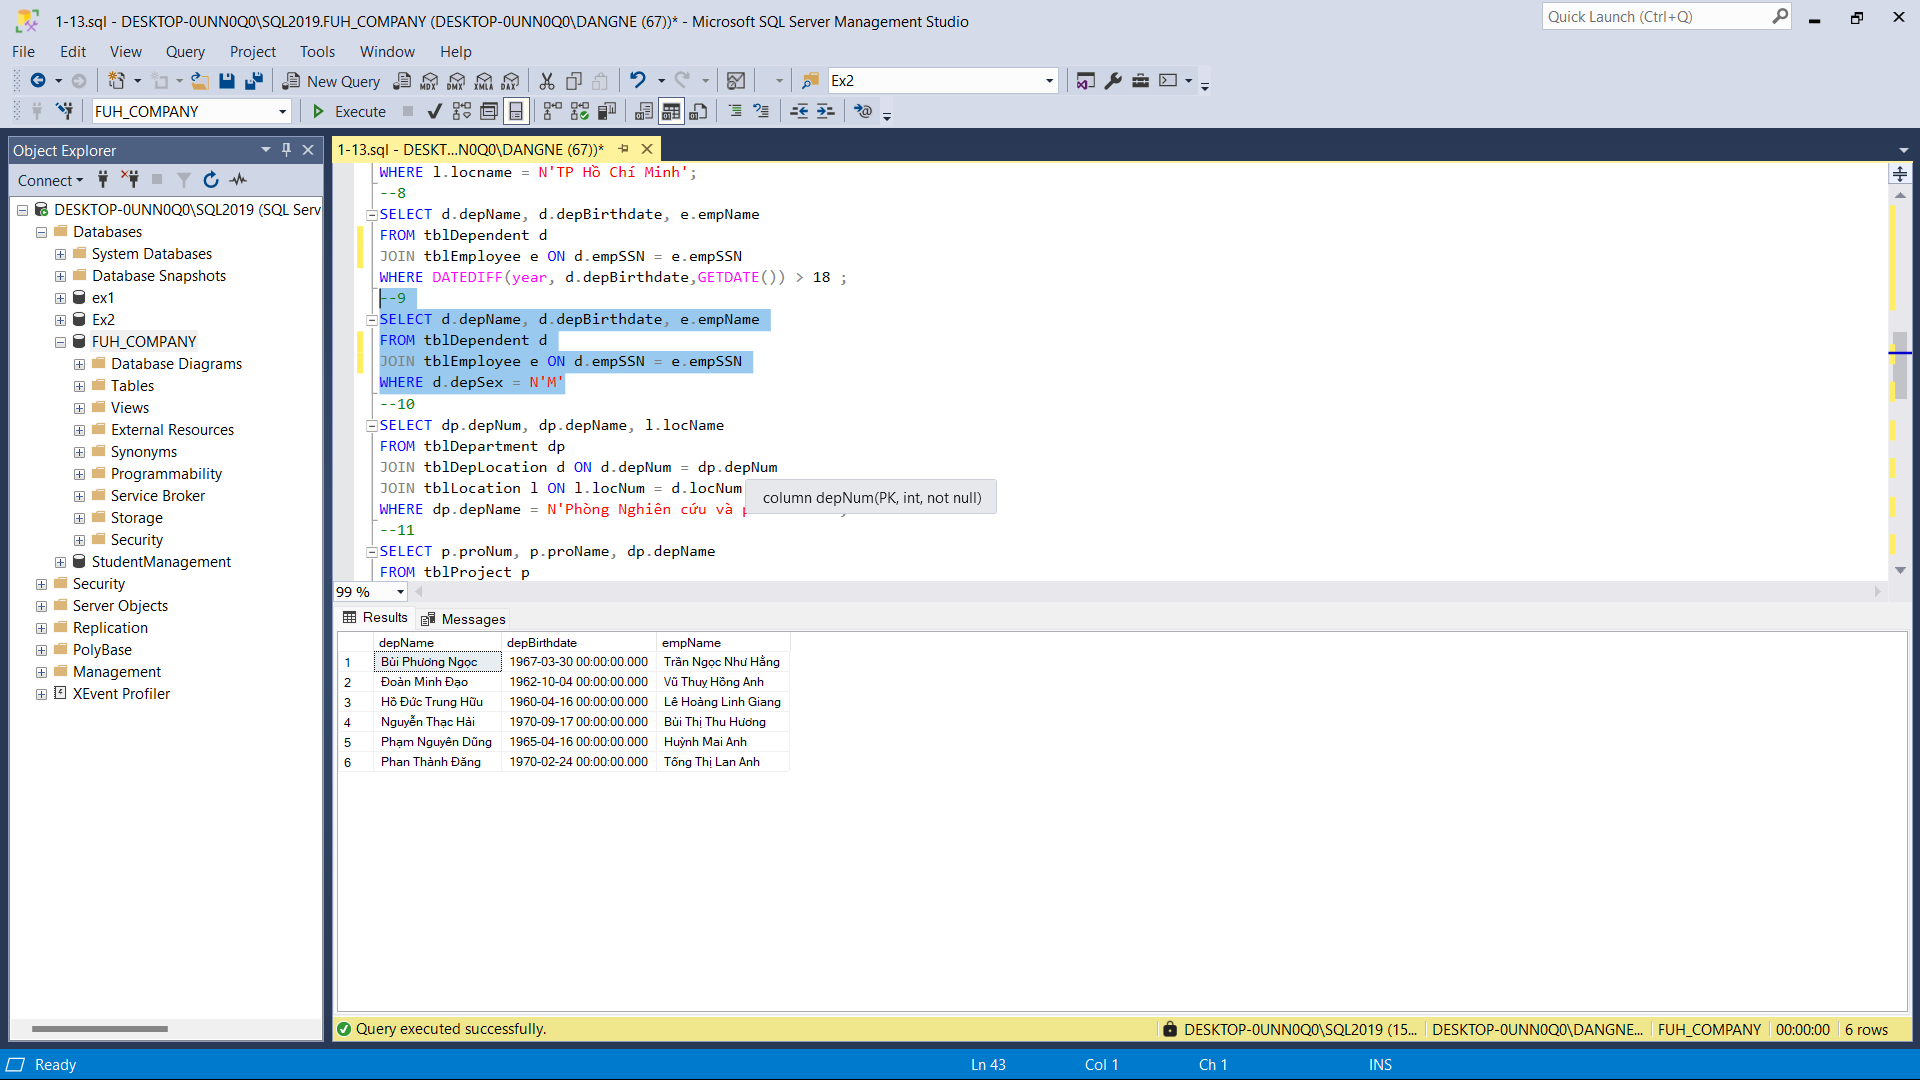 1-13.sql - DESKTOP-0UNN0Q0\SQL2019.FUH_COMPANY (DESKTOP-0UNN0Q0\DANGNE (67))* - Microsoft SQL Server Management Studio
Quick Launch (Ctrl+Q)
File Edit View Query Project Tools Window Help
New Query MDX DMX XMLA DAX Ex2
FUH_COMPANY Execute
Object Explorer
Connect
DESKTOP-0UNN0Q0\SQL2019 (SQL Serv
Databases
System Databases
Database Snapshots
ex1
Ex2
FUH_COMPANY
Database Diagrams
Tables
Views
External Resources
Synonyms
Programmability
Service Broker
Storage
Security
StudentManagement
Security
Server Objects
Replication
PolyBase
Management
XEvent Profiler
1-13.sql - DESKT...N0Q0\DANGNE (67))*
WHERE l.locname = N'TP Hồ Chí Minh';
--8
SELECT d.depName, d.depBirthdate, e.empName
FROM tblDependent d
JOIN tblEmployee e ON d.empSSN = e.empSSN
WHERE DATEDIFF(year, d.depBirthdate,GETDATE()) > 18 ;
--9
SELECT d.depName, d.depBirthdate, e.empName
FROM tblDependent d
JOIN tblEmployee e ON d.empSSN = e.empSSN
WHERE d.depSex = N'M'
--10
SELECT dp.depNum, dp.depName, l.locName
FROM tblDepartment dp
JOIN tblDepLocation d ON d.depNum = dp.depNum
JOIN tblLocation l ON l.locNum = d.locNum
column depNum(PK, int, not null)
WHERE dp.depName = N'Phòng Nghiên cứu và
--11
SELECT p.proNum, p.proName, dp.depName
FROM tblProject p
99 %
Results Messages
depName depBirthdate empName
1 Bùi Phương Ngọc 1967-03-30 00:00:00.000 Trần Ngọc Như Hằng
2 Đoàn Minh Đạo 1962-10-04 00:00:00.000 Vũ Thuỵ Hồng Anh
3 Hồ Đức Trung Hữu 1960-04-16 00:00:00.000 Lê Hoàng Linh Giang
4 Nguyễn Thạc Hải 1970-09-17 00:00:00.000 Bùi Thị Thu Hương
5 Phạm Nguyên Dũng 1965-04-16 00:00:00.000 Huỳnh Mai Anh
6 Phan Thành Đăng 1970-02-24 00:00:00.000 Tống Thị Lan Anh
Query executed successfully. DESKTOP-0UNN0Q0\SQL2019 (15... DESKTOP-0UNN0Q0\DANGNE... FUH_COMPANY 00:00:00 6 rows
Ready Ln 43 Col 1 Ch 1 INS